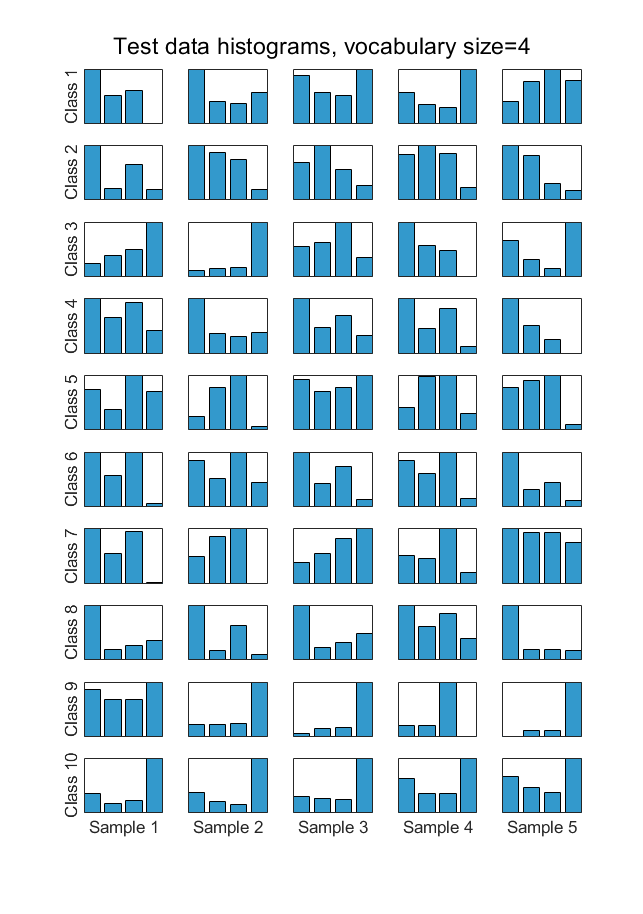 Test data histograms, vocabulary size=4
Class 1
Class 2
Class 3
Class 4
Class 5
Class 6
Class 7
Class 8
Class 9
Class 10
Sample 1 Sample 2 Sample 3 Sample 4 Sample 5